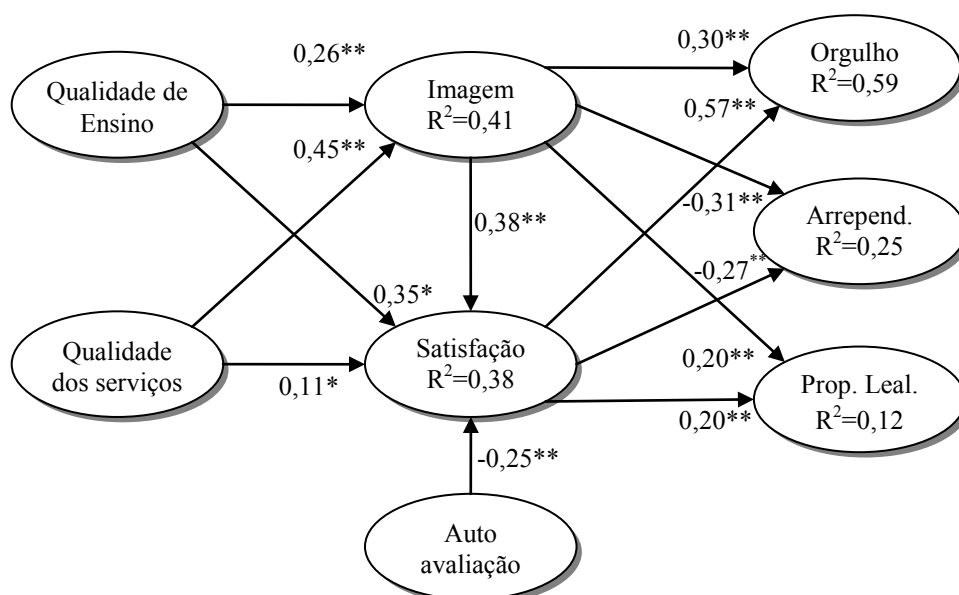 0,26**
0,30**
Orgulho
R²=0,59
Qualidade de
Ensino
Imagem
R²=0,41
0,57**
0,45**
-0,31**
Arrepend.
R²=0,25
0,38**
-0,27**
0,35*
Qualidade
dos serviços
Satisfação
R²=0,38
0,11*
0,20**
Prop. Leal.
R²=0,12
0,20**
-0,25**
Auto
avaliação